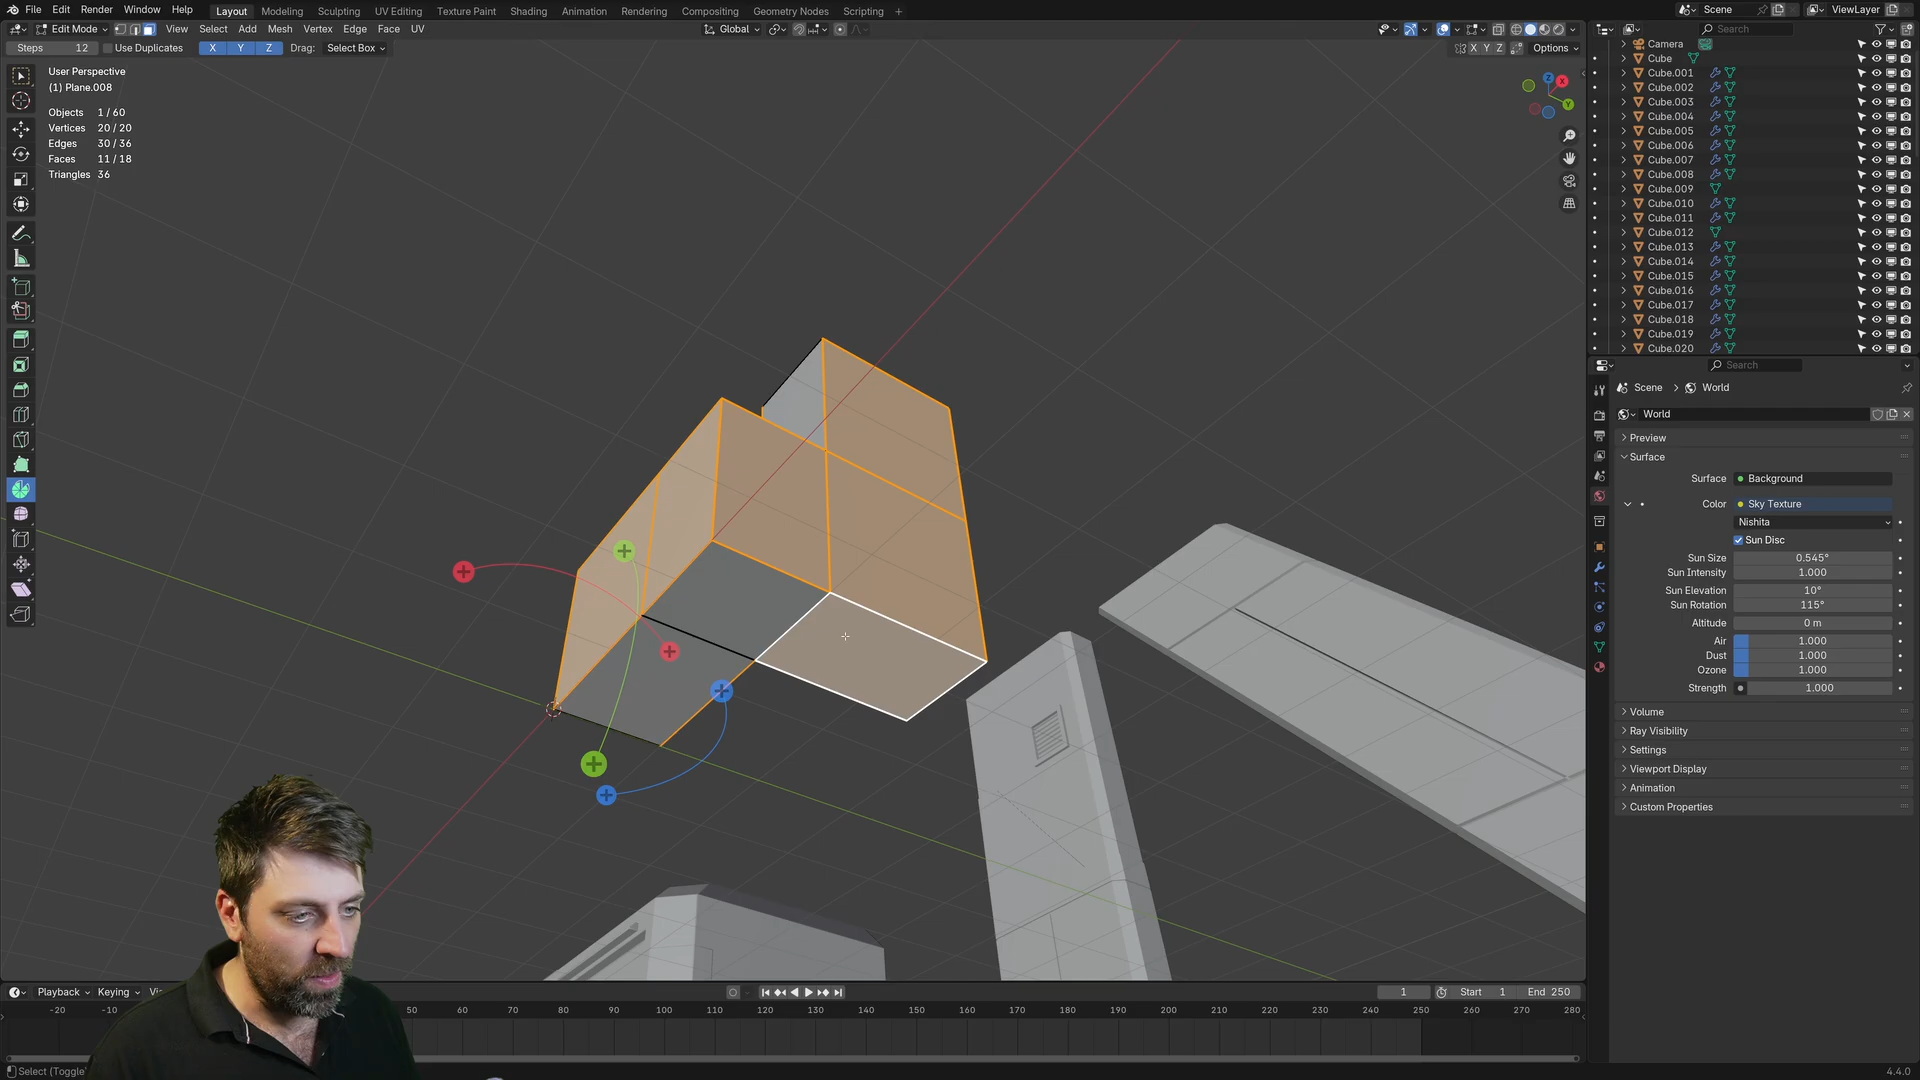 File Edit Render Window Help Layout Modeling Sculpting UV Editing Texture Paint Shading Animation Rendering Compositing Geometry Nodes Scripting + Scene ViewLayer
Edit Mode View Select Add Mesh Vertex Edge Face UV Global Search
Steps 12 Use Duplicates X Y Z Drag: Select Box X Y Z Options
User Perspective
(1) Plane.008
Objects 1 / 60
Vertices 20 / 20
Edges 30 / 36
Faces 11 / 18
Triangles 36
Z X Y
Camera
Cube
Cube.001
Cube.002
Cube.003
Cube.004
Cube.005
Cube.006
Cube.007
Cube.008
Cube.009
Cube.010
Cube.011
Cube.012
Cube.013
Cube.014
Cube.015
Cube.016
Cube.017
Cube.018
Cube.019
Cube.020
Search
Scene > World
World
Preview
Surface
Surface Background
Color Sky Texture
Nishita
Sun Disc
Sun Size 0.545°
Sun Intensity 1.000
Sun Elevation 10°
Sun Rotation 115°
Altitude 0 m
Air 1.000
Dust 1.000
Ozone 1.000
Strength 1.000
Volume
Ray Visibility
Settings
Viewport Display
Animation
Custom Properties
Playback Keying 1 Start 1 End 250
-20 -10 50 60 70 80 90 100 110 120 130 140 150 160 170 180 190 200 210 220 230 240 250 260 270 280
Select (Toggle) 4.4.0